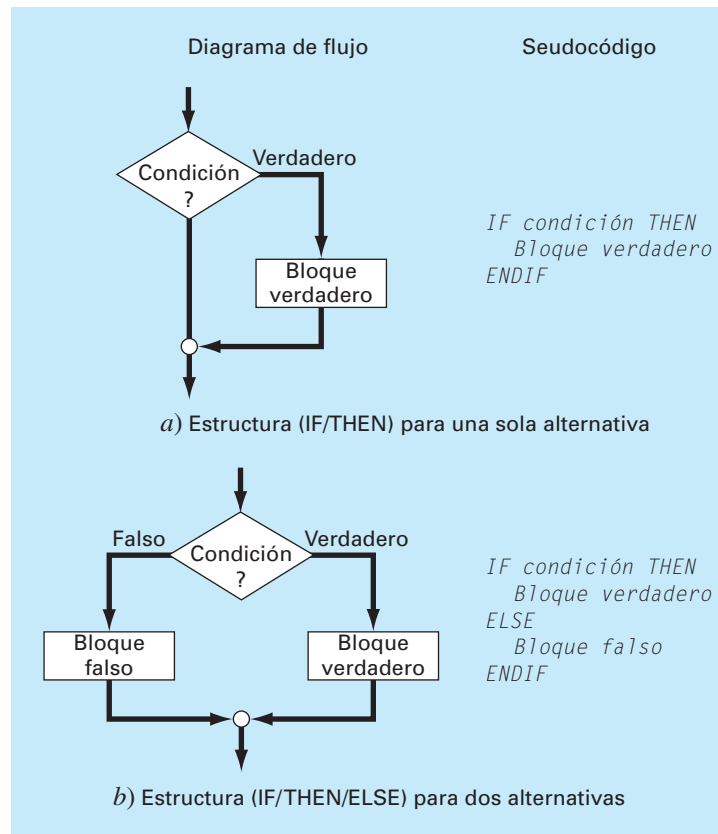 Diagrama de flujo
Seudocódigo
Condición
?
Verdadero
Bloque
verdadero
IF condición THEN
Bloque verdadero
ENDIF
a) Estructura (IF/THEN) para una sola alternativa
Falso
Condición
?
Verdadero
Bloque
falso
Bloque
verdadero
IF condición THEN
Bloque verdadero
ELSE
Bloque falso
ENDIF
b) Estructura (IF/THEN/ELSE) para dos alternativas